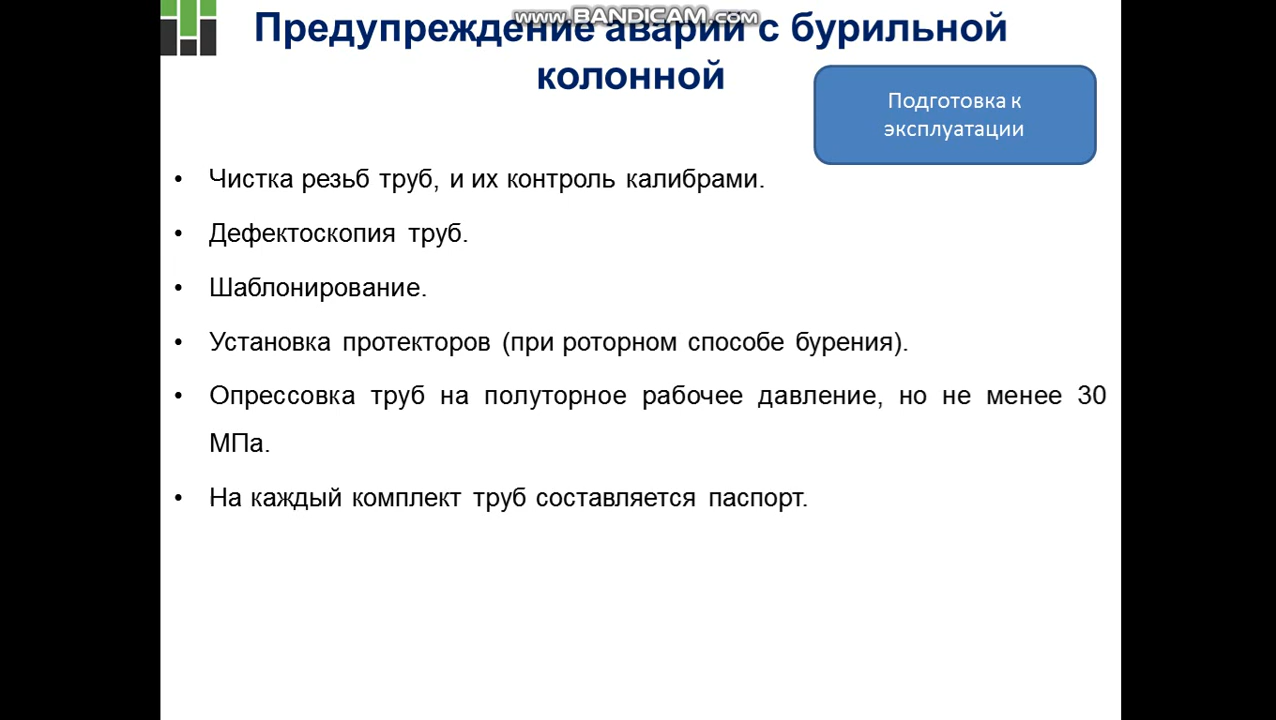 www.BANDICAM.com
Предупреждение аварий с бурильной
колонной
Подготовка к
эксплуатации
• Чистка резьб труб, и их контроль калибрами.
• Дефектоскопия труб.
• Шаблонирование.
• Установка протекторов (при роторном способе бурения).
• Опрессовка труб на полуторное рабочее давление, но не менее 30
МПа.
• На каждый комплект труб составляется паспорт.